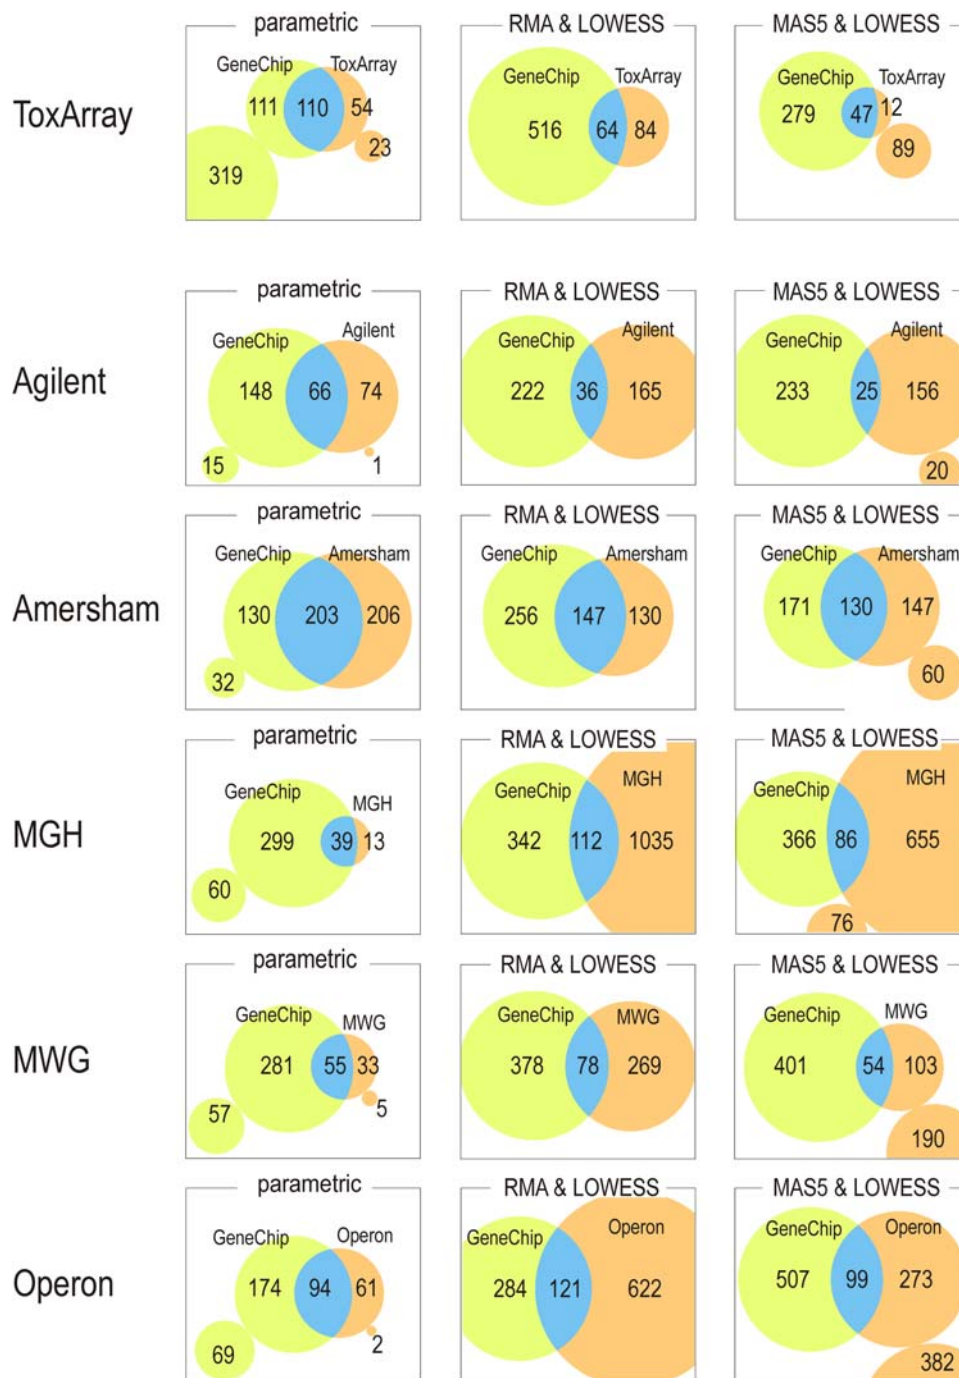 parametric RMA & LOWESS MAS5 & LOWESS
GeneChip ToxArray GeneChip ToxArray GeneChip ToxArray
ToxArray 111 110 54 516 64 84 279 47 12
23 89
319
parametric RMA & LOWESS MAS5 & LOWESS
GeneChip Agilent GeneChip Agilent GeneChip Agilent
Agilent 148 66 74 222 36 165 233 25 156
15 1 20
parametric RMA & LOWESS MAS5 & LOWESS
GeneChip Amersham GeneChip Amersham GeneChip Amersham
Amersham 130 203 206 256 147 130 171 130 147
32 60
parametric RMA & LOWESS MAS5 & LOWESS
GeneChip MGH GeneChip MGH GeneChip MGH
MGH 299 39 13 342 112 1035 366 86 655
60 76
parametric RMA & LOWESS MAS5 & LOWESS
GeneChip MWG GeneChip MWG GeneChip MWG
MWG 281 55 33 378 78 269 401 54 103
57 5 190
parametric RMA & LOWESS MAS5 & LOWESS
GeneChip Operon GeneChip Operon GeneChip Operon
Operon 174 94 61 284 121 622 507 99 273
69 2 382